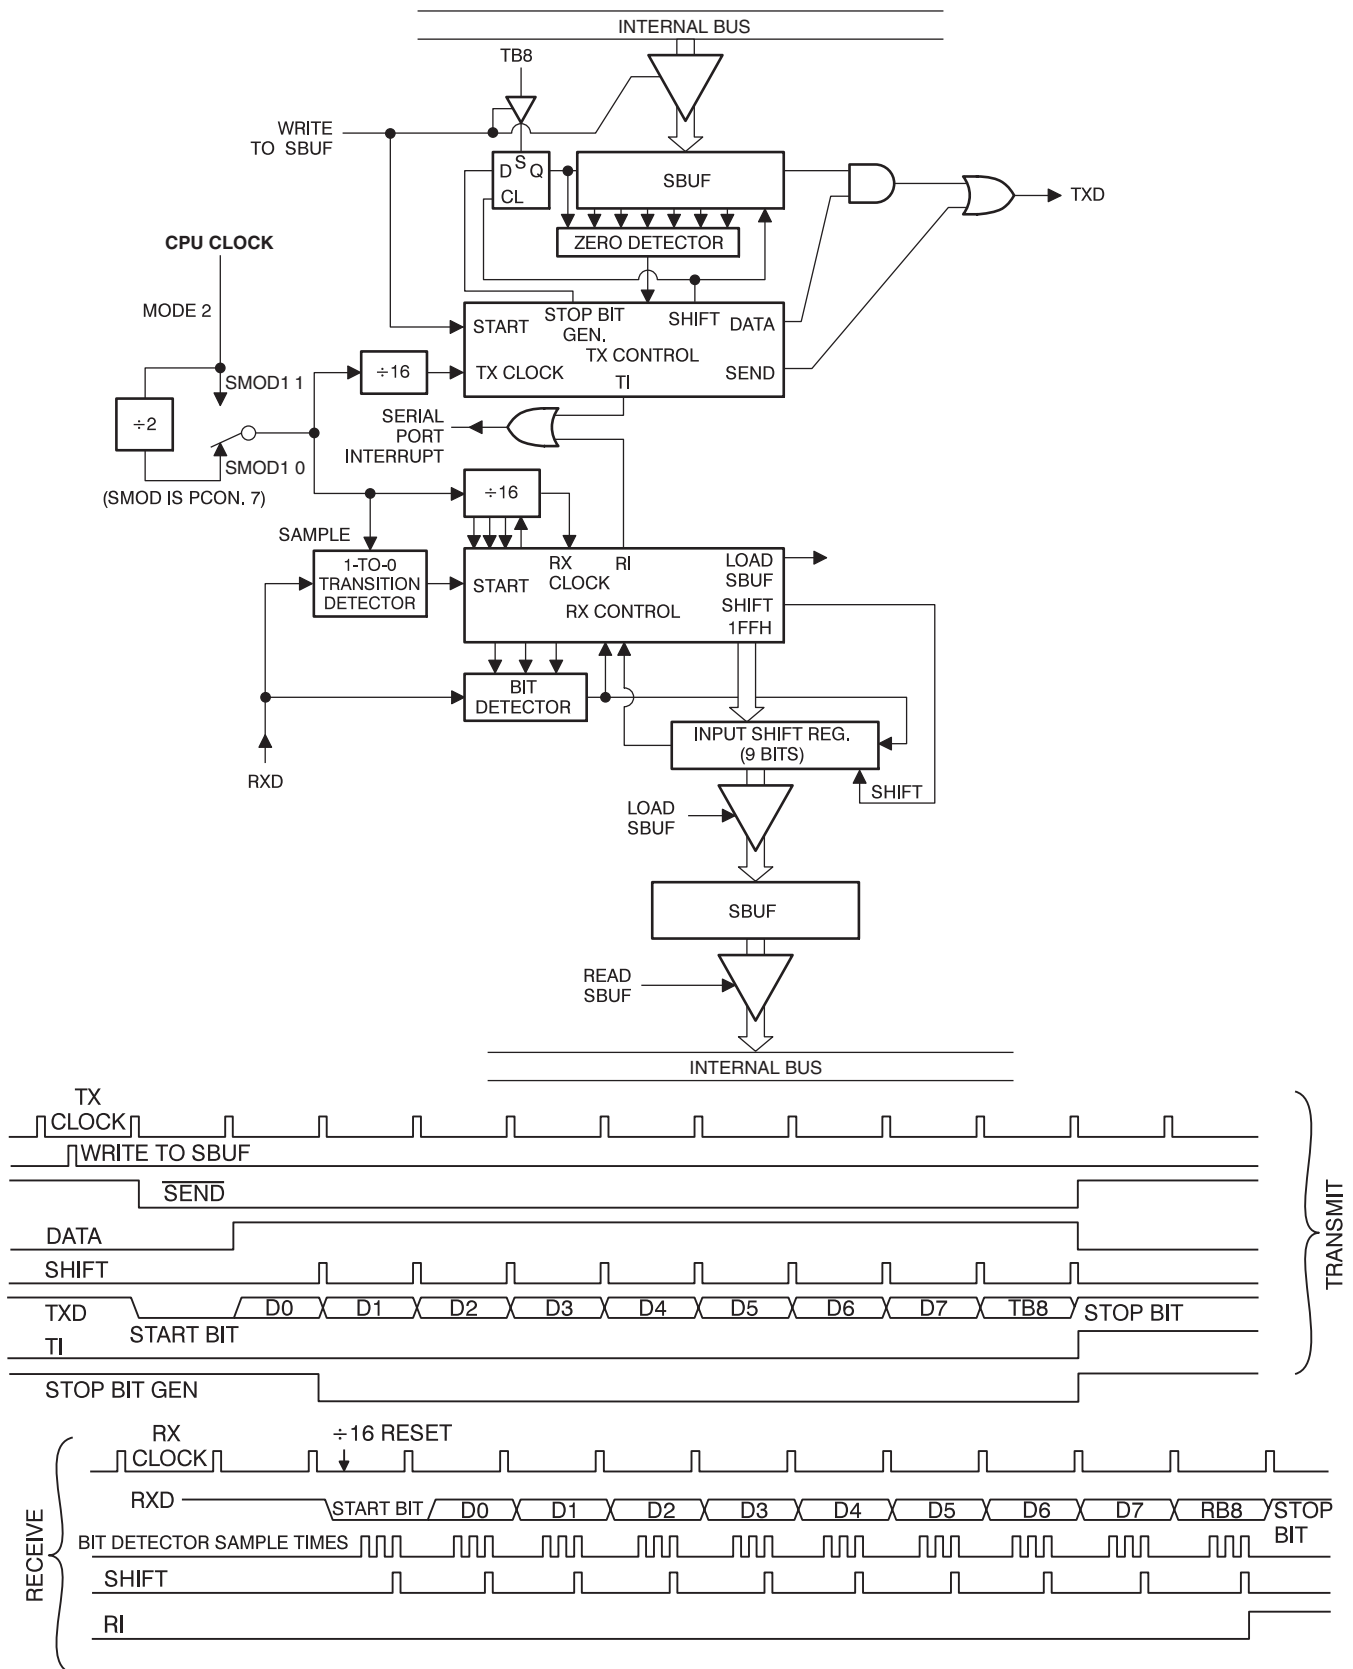 INTERNAL BUS
TB8
WRITE
TO SBUF
D S Q
CL
SBUF
TXD
ZERO DETECTOR
CPU CLOCK
MODE 2
START
STOP BIT
GEN.
SHIFT
DATA
TX CONTROL
÷16
TX CLOCK
TI
SEND
SMOD1 1
÷2
SERIAL
PORT
INTERRUPT
SMOD1 0
(SMOD IS PCON. 7)
÷16
SAMPLE
1-TO-0
TRANSITION
DETECTOR
START
RX
CLOCK
RI
LOAD
SBUF
SHIFT
RX CONTROL
1FFH
BIT
DETECTOR
INPUT SHIFT REG.
(9 BITS)
RXD
SHIFT
LOAD
SBUF
SBUF
READ
SBUF
INTERNAL BUS
TX
CLOCK
WRITE TO SBUF
SEND
DATA
SHIFT
TXD
START BIT
D0 D1 D2 D3 D4 D5 D6 D7 TB8 STOP BIT
TI
STOP BIT GEN
TRANSMIT
RX
CLOCK
÷16 RESET
RXD
START BIT D0 D1 D2 D3 D4 D5 D6 D7 RB8 STOP
BIT
BIT DETECTOR SAMPLE TIMES
SHIFT
RI
RECEIVE